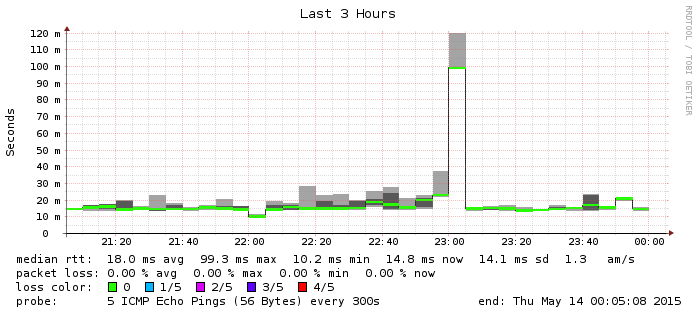 Last 3 Hours
RRDTOOL / TOBI OETIKER
Seconds
120 m
110 m
100 m
90 m
80 m
70 m
60 m
50 m
40 m
30 m
20 m
10 m
0
21:20 21:40 22:00 22:20 22:40 23:00 23:20 23:40 00:00
median rtt: 18.0 ms avg 99.3 ms max 10.2 ms min 14.8 ms now 14.1 ms sd 1.3 am/s
packet loss: 0.00 % avg 0.00 % max 0.00 % min 0.00 % now
loss color: 0 1/5 2/5 3/5 4/5
probe: 5 ICMP Echo Pings (56 Bytes) every 300s end: Thu May 14 00:05:08 2015